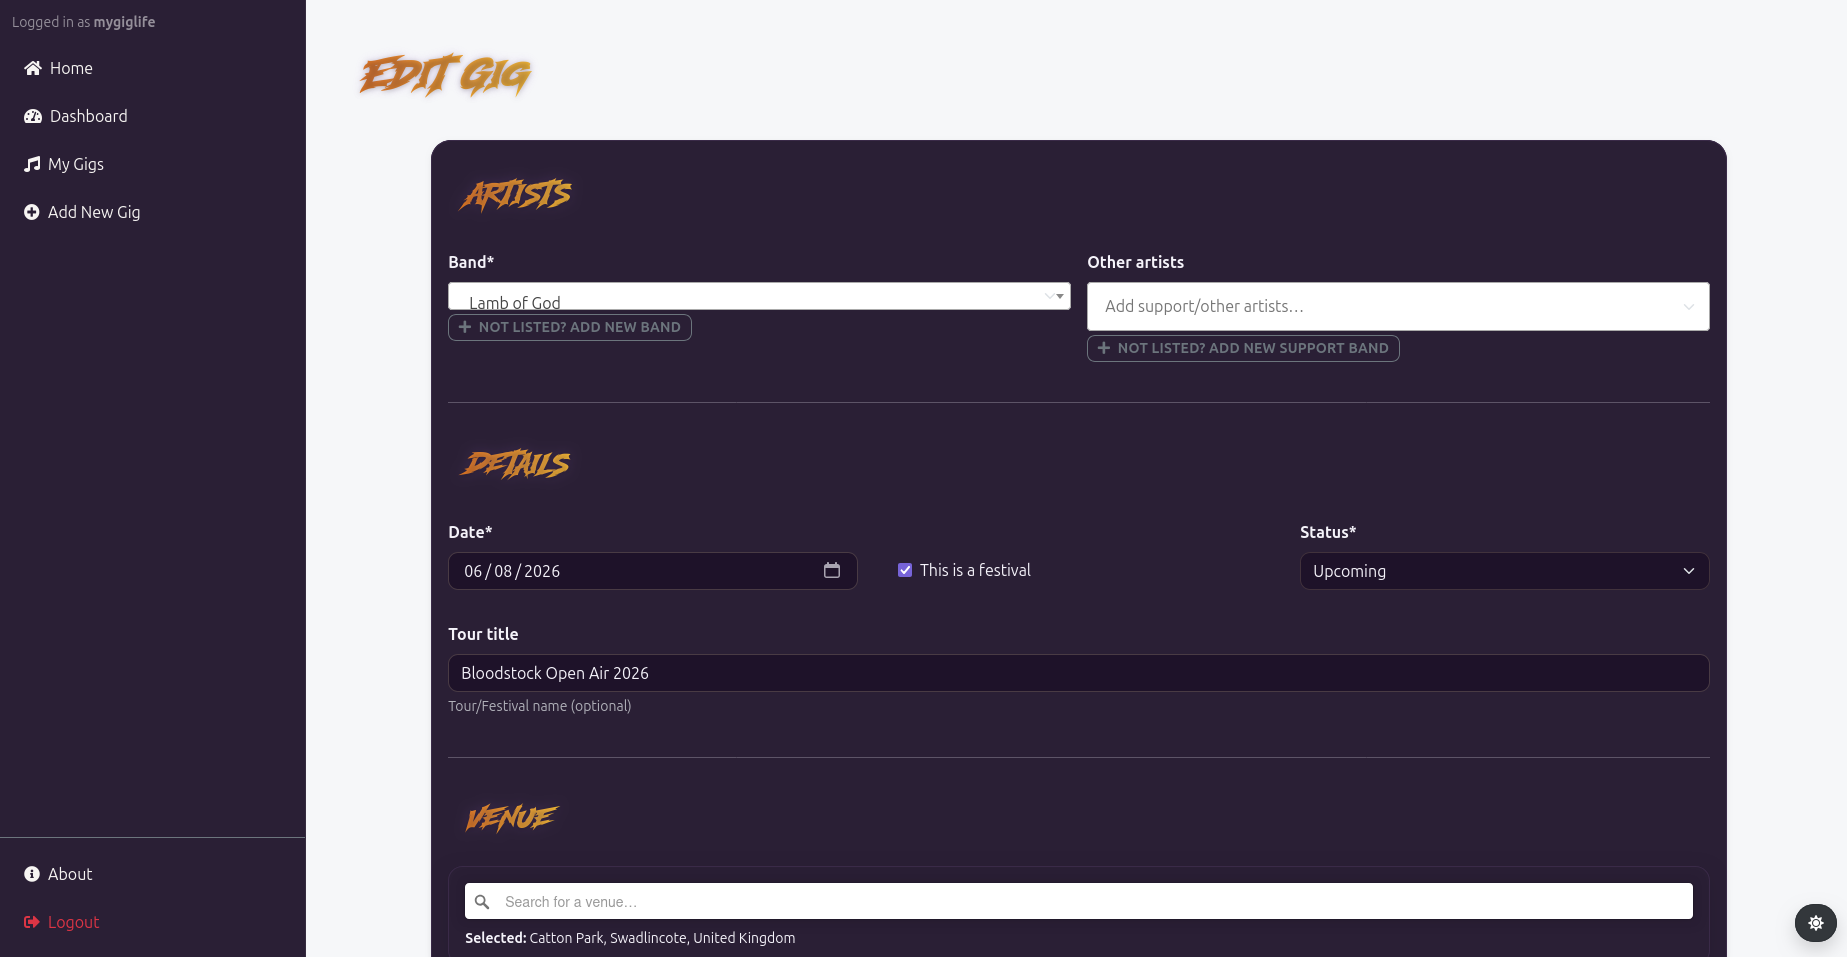 Logged in as mygiglife
Home
Dashboard
My Gigs
Add New Gig
About
Logout
EDIT GIG
ARTISTS
Band*
Lamb of God
NOT LISTED? ADD NEW BAND
Other artists
Add support/other artists...
NOT LISTED? ADD NEW SUPPORT BAND
DETAILS
Date*
06/08/2026
This is a festival
Status*
Upcoming
Tour title
Bloodstock Open Air 2026
Tour/Festival name (optional)
VENUE
Search for a venue...
Selected: Catton Park, Swadlincote, United Kingdom